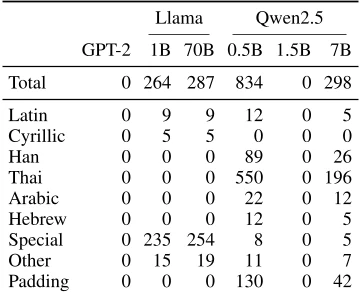 Llama Qwen2.5
GPT-2 1B 70B 0.5B 1.5B 7B
Total 0 264 287 834 0 298
Latin 0 9 9 12 0 5
Cyrillic 0 5 5 0 0 0
Han 0 0 0 89 0 26
Thai 0 0 0 550 0 196
Arabic 0 0 0 22 0 12
Hebrew 0 0 0 12 0 5
Special 0 235 254 8 0 5
Other 0 15 19 11 0 7
Padding 0 0 0 130 0 42